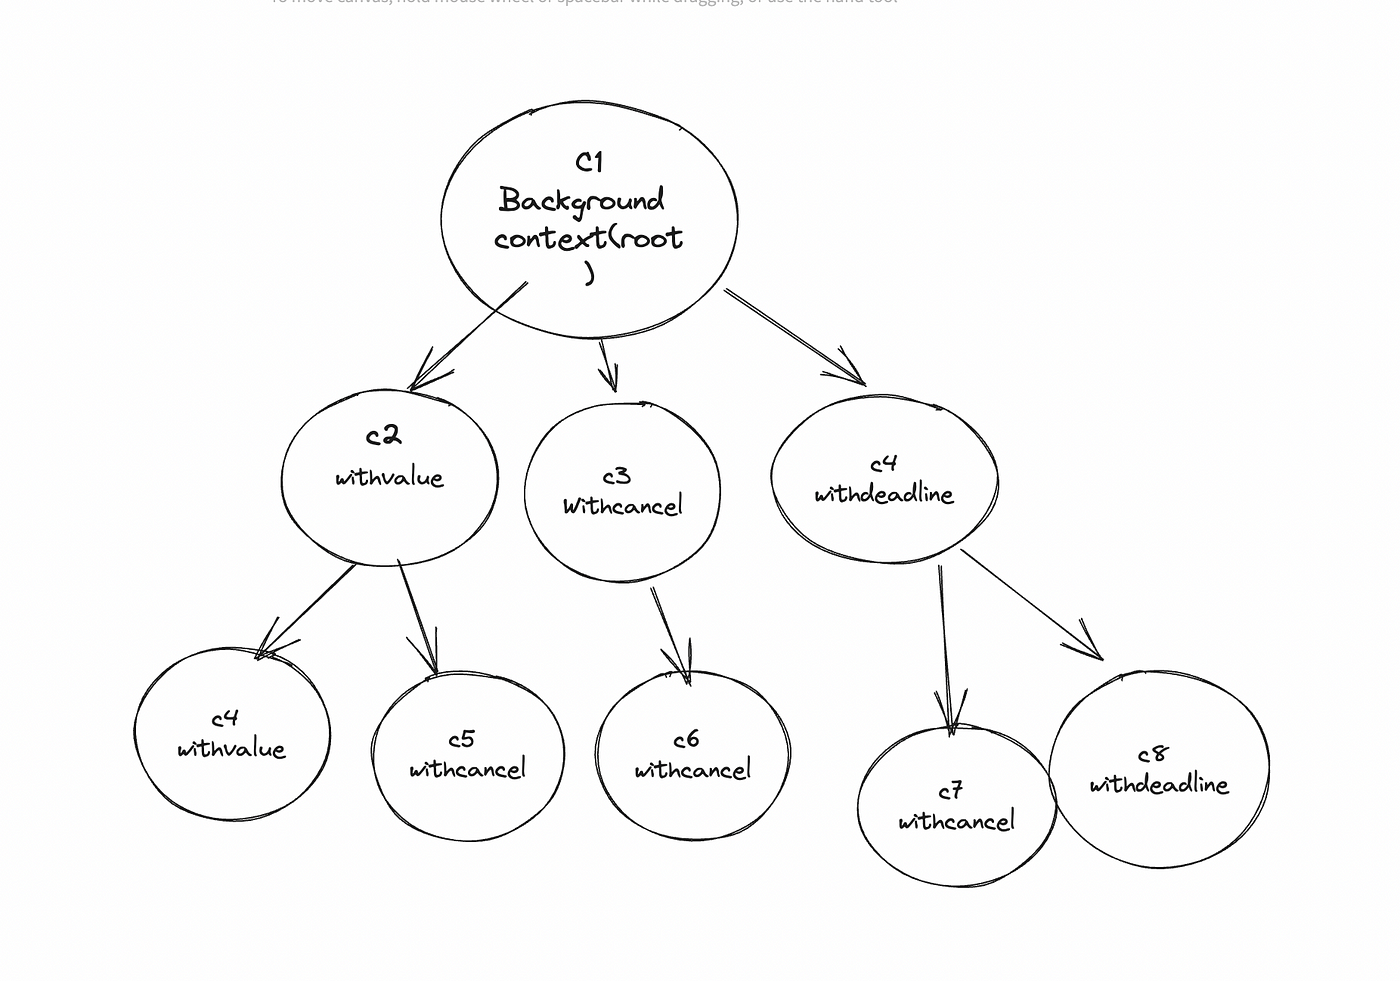 To move canvas, hold mouse wheel or spacebar while dragging, or use the hand tool
C1
Background
context(root
)
c2
withvalue
c3
Withcancel
c4
withdeadline
c4
withvalue
c5
withcancel
c6
withcancel
c7
withcancel
c8
withdeadline